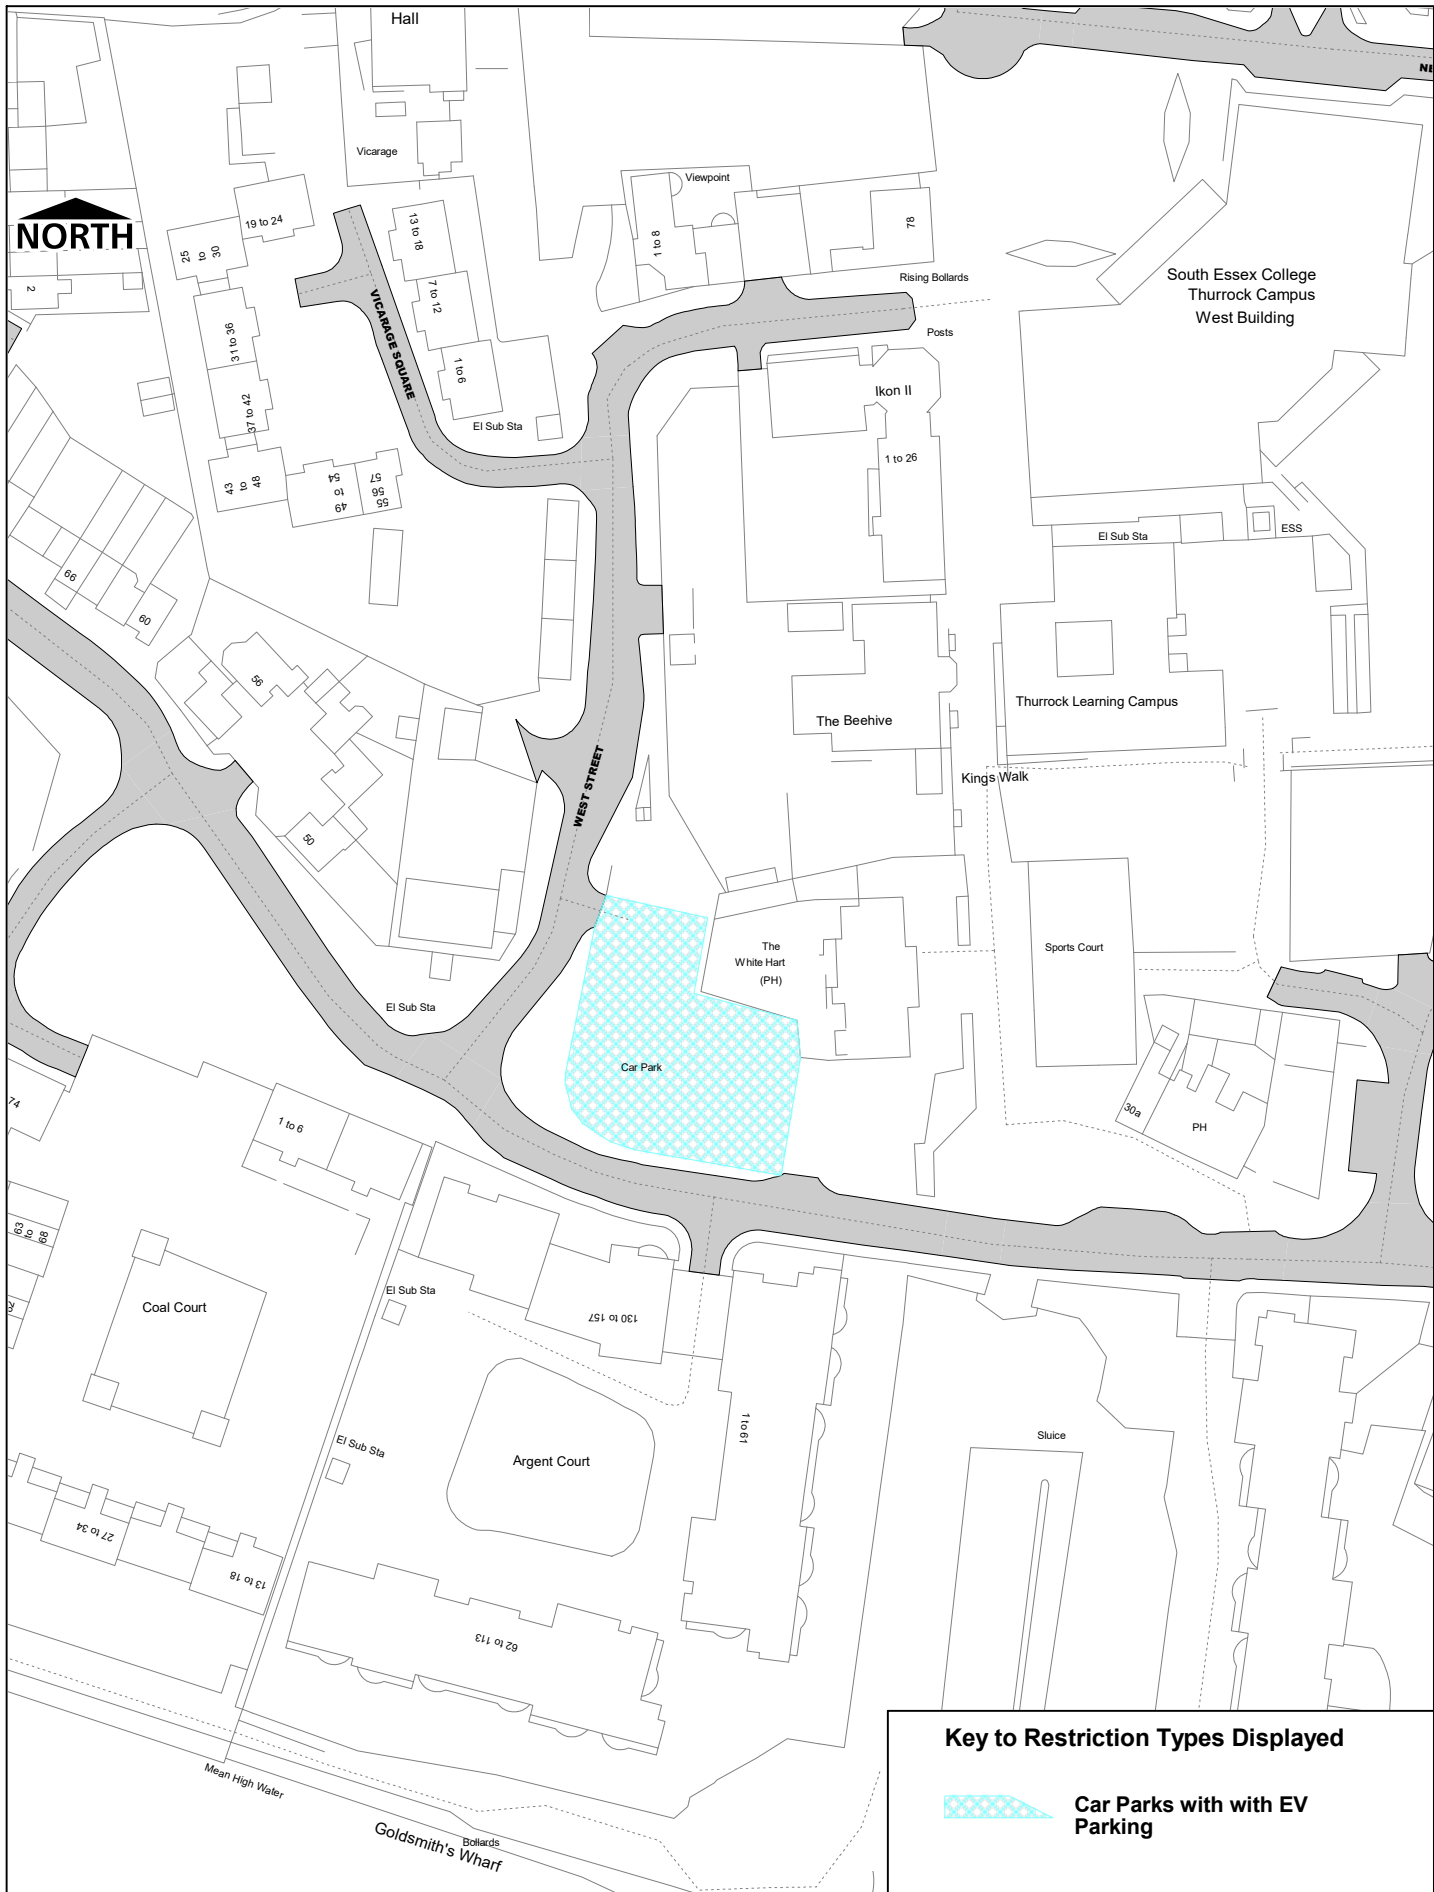 Hall
NE
Vicarage
Viewpoint
NORTH
19 to 24
13 to 18
1 to 8
78
25
to
30
Rising Bollards
South Essex College
Thurrock Campus
West Building
2
7 to 12
VICARAGE SQUARE
31 to 36
Posts
1 to 6
Ikon II
37 to 42
El Sub Sta
1 to 26
43
to
48
49
to
54
55
56
57
ESS
El Sub Sta
66
60
56
Thurrock Learning Campus
The Beehive
WEST STREET
Kings Walk
50
The
White Hart
(PH)
Sports Court
El Sub Sta
Car Park
74
1 to 6
30a
PH
63
to
68
El Sub Sta
Coal Court
130 to 157
1 to 61
Sluice
El Sub Sta
Argent Court
27 to 34
13 to 18
62 to 113
Key to Restriction Types Displayed
Mean High Water
Car Parks with with EV
Parking
Goldsmith's Wharf
Bollards